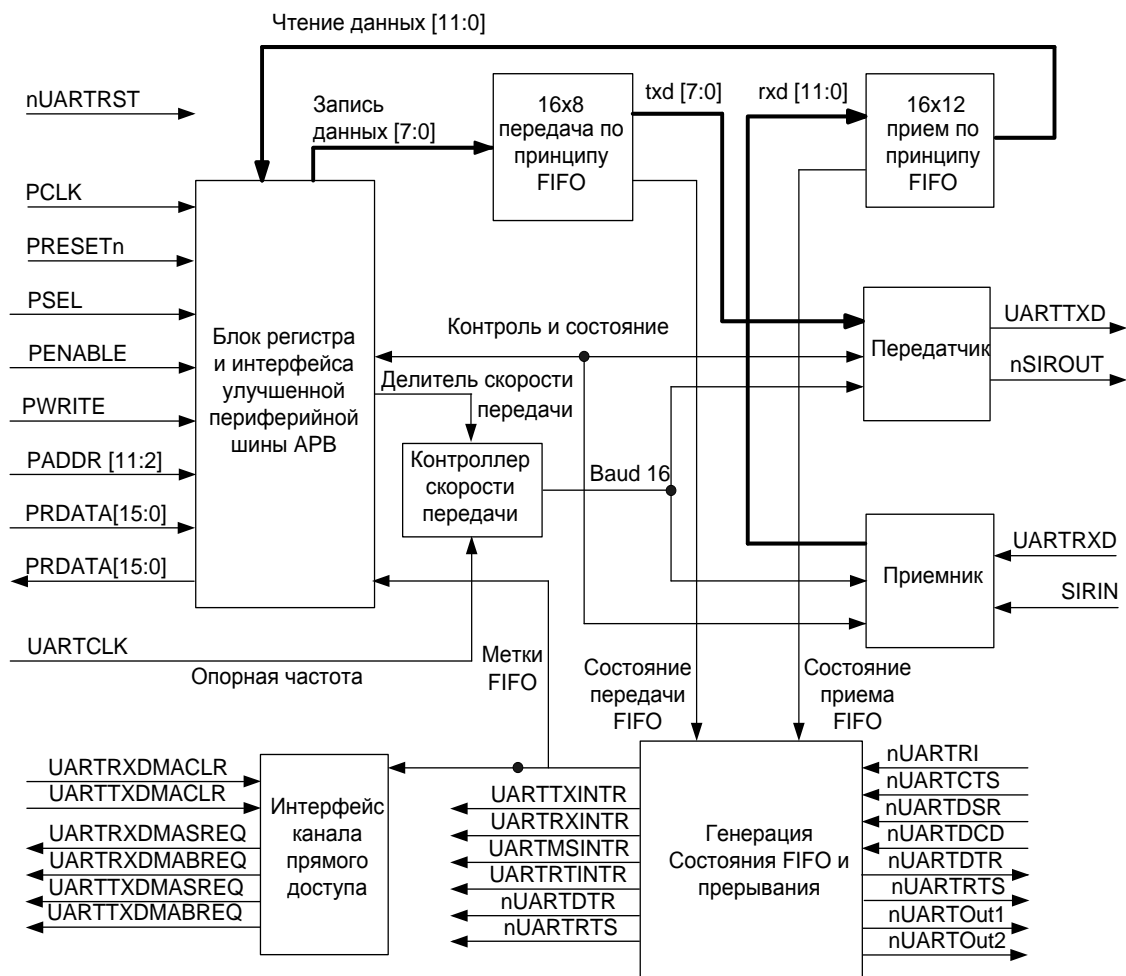 Чтение данных [11:0]
nUARTRST
Запись
данных [7:0]
16x8
передача по
принципу
FIFO
txd [7:0]
rxd [11:0]
16x12
прием по
принципу
FIFO
PCLK
PRESETn
PSEL
PENABLE
PWRITE
PADDR [11:2]
PRDATA[15:0]
PRDATA[15:0]
Блок регистра
и интерфейса
улучшенной
периферийной
шины APB
Контроль и состояние
Делитель скорости
передачи
Контроллер
скорости
передачи
Baud 16
Передатчик
UARTTXD
nSIROUT
Приемник
UARTRXD
SIRIN
UARTCLK
Опорная частота
Метки
FIFO
Состояние
передачи
FIFO
Состояние
приема
FIFO
UARTRXDMACLR
UARTTXDMACLR
UARTRXDMASREQ
UARTRXDMABREQ
UARTTXDMASREQ
UARTTXDMABREQ
Интерфейс
канала
прямого
доступа
UARTTXINTR
UARTRXINTR
UARTMSINTR
UARTRTINTR
nUARTDTR
nUARTRTS
Генерация
Состояния FIFO и
прерывания
nUARTRI
nUARTCTS
nUARTDSR
nUARTDCD
nUARTDTR
nUARTRTS
nUARTOut1
nUARTOut2